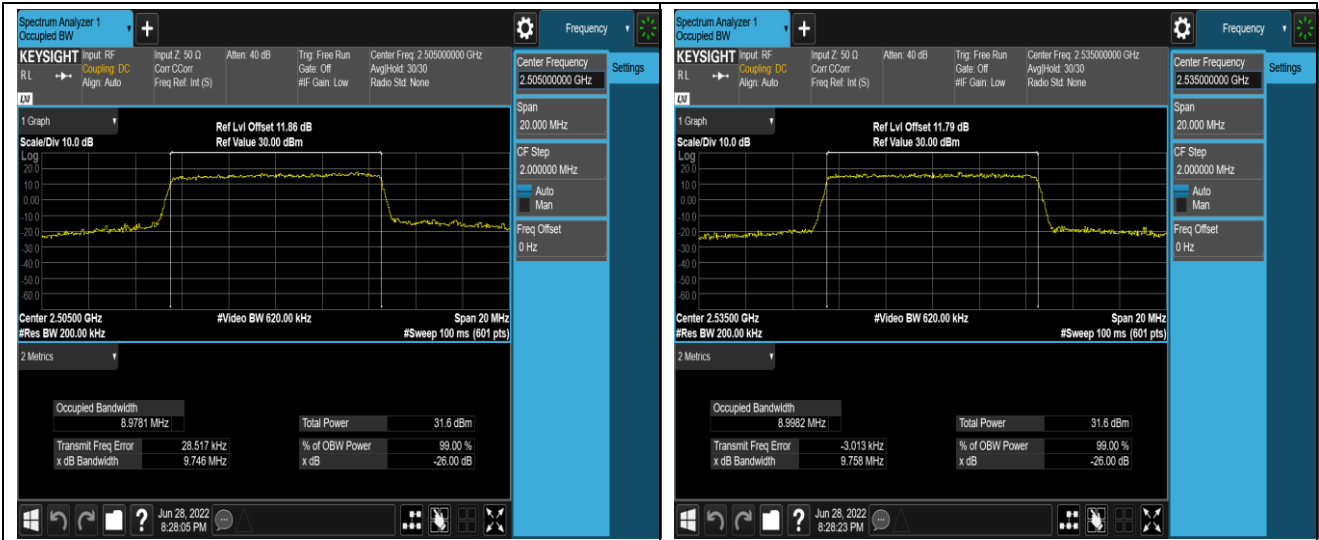 Spectrum Analyzer 1
Occupied BW
+
Frequency
KEYSIGHT Input: RF Input Z: 50 Ω Atten: 40 dB Trig: Free Run Center Freq: 2.505000000 GHz
RL Coupling: DC Corr CCorr Gate: Off Avg|Hold: 30/30
Align: Auto Freq Ref: Int (S) #IF Gain: Low Radio Std: None
LXI
Center Frequency
2.505000000 GHz
Settings
Span
20.000 MHz
CF Step
2.000000 MHz
Auto
Man
Freq Offset
0 Hz
1 Graph
Ref Lvl Offset 11.86 dB
Scale/Div 10.0 dB Ref Value 30.00 dBm
Log
20.0
10.0
0.00
-10.0
-20.0
-30.0
-40.0
-50.0
-60.0
Center 2.50500 GHz #Video BW 620.00 kHz Span 20 MHz
#Res BW 200.00 kHz #Sweep 100 ms (601 pts)
2 Metrics
Occupied Bandwidth
8.9781 MHz Total Power 31.6 dBm
Transmit Freq Error 28.517 kHz % of OBW Power 99.00 %
x dB Bandwidth 9.746 MHz x dB -26.00 dB
?
Jun 28, 2022
8:28:05 PM
Spectrum Analyzer 1
Occupied BW
+
Frequency
KEYSIGHT Input: RF Input Z: 50 Ω Atten: 40 dB Trig: Free Run Center Freq: 2.535000000 GHz
RL Coupling: DC Corr CCorr Gate: Off Avg|Hold: 30/30
Align: Auto Freq Ref: Int (S) #IF Gain: Low Radio Std: None
LXI
Center Frequency
2.535000000 GHz
Settings
Span
20.000 MHz
CF Step
2.000000 MHz
Auto
Man
Freq Offset
0 Hz
1 Graph
Ref Lvl Offset 11.79 dB
Scale/Div 10.0 dB Ref Value 30.00 dBm
Log
20.0
10.0
0.00
-10.0
-20.0
-30.0
-40.0
-50.0
-60.0
Center 2.53500 GHz #Video BW 620.00 kHz Span 20 MHz
#Res BW 200.00 kHz #Sweep 100 ms (601 pts)
2 Metrics
Occupied Bandwidth
8.9982 MHz Total Power 31.6 dBm
Transmit Freq Error -3.013 kHz % of OBW Power 99.00 %
x dB Bandwidth 9.758 MHz x dB -26.00 dB
?
Jun 28, 2022
8:28:23 PM